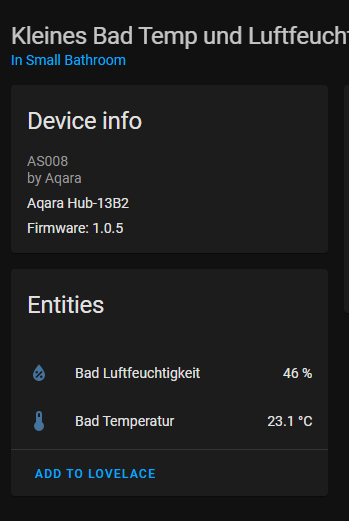 Kleines Bad Temp und Luftfeucht
In Small Bathroom
Device info
AS008
by Aqara
Aqara Hub-13B2
Firmware: 1.0.5
Entities
Bad Luftfeuchtigkeit 46 %
Bad Temperatur 23.1 °C
ADD TO LOVELACE